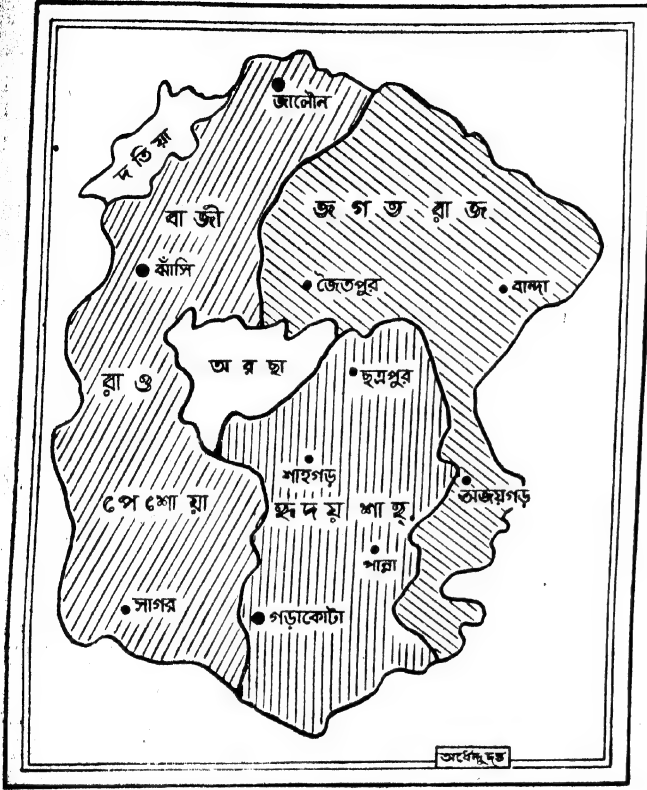 জালৌন
দতিয়া
বাজী
জগত রাজ
ঝাঁসি
জৈতপুর
বান্দা
অরছা
রাও
ছত্রপুর
শাহগড়
অজয়গড়
পেশোয়া
হৃদয় শাহ্
পান্না
সাগর
গড়াকোটা
অর্ধেন্দু দত্ত